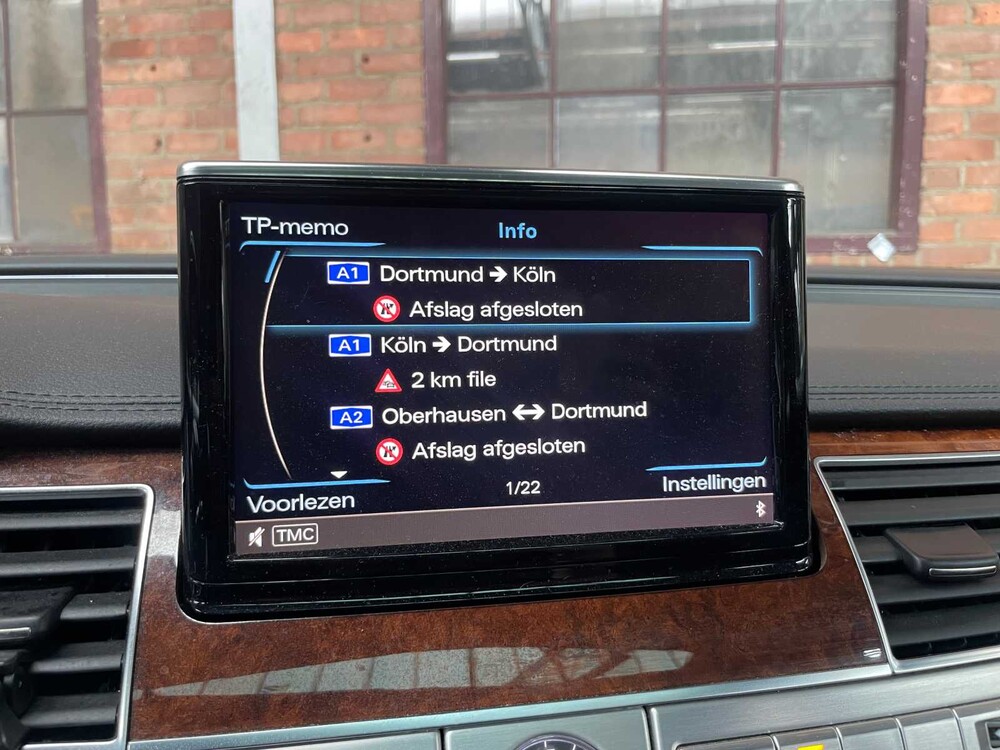 TP-memo
Info
A1 Dortmund → Köln
Afslag afgesloten
A1 Köln → Dortmund
2 km file
A2 Oberhausen ↔ Dortmund
Afslag afgesloten
Voorlezen
1/22
Instellingen
TMC